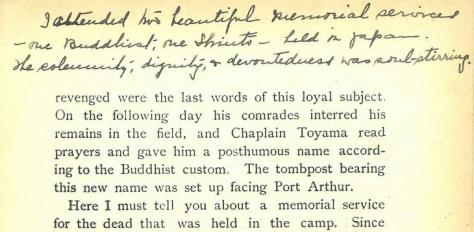 I attended two beautiful memorial services
- one Buddhist, one Shinto - held in Japan.
The solemnity, dignity, & devoutedness was soul-stirring.
revenged were the last words of this loyal subject.
On the following day his comrades interred his
remains in the field, and Chaplain Toyama read
prayers and gave him a posthumous name accord-
ing to the Buddhist custom. The tombpost bearing
this new name was set up facing Port Arthur.
Here I must tell you about a memorial service
for the dead that was held in the camp. Since